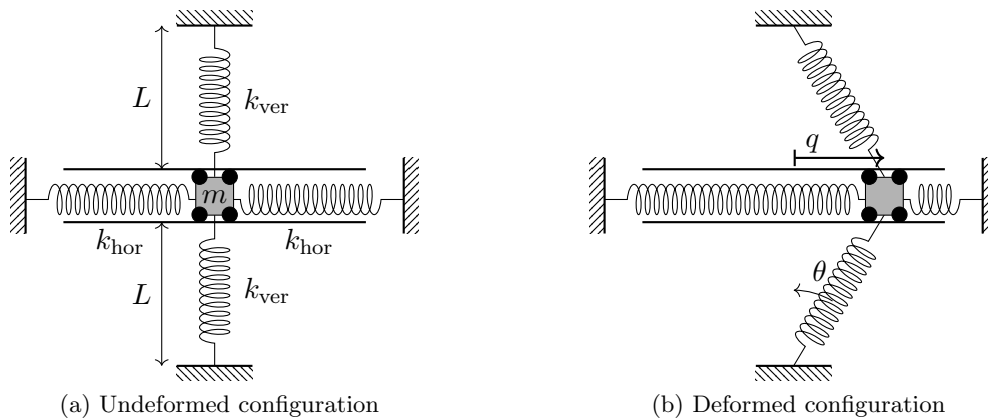 L
k_ver
m
k_hor
k_hor
L
k_ver
(a) Undeformed configuration
q
θ
(b) Deformed configuration